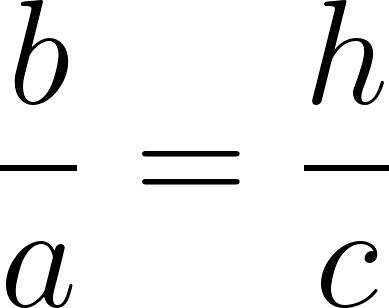 b/a = h/c